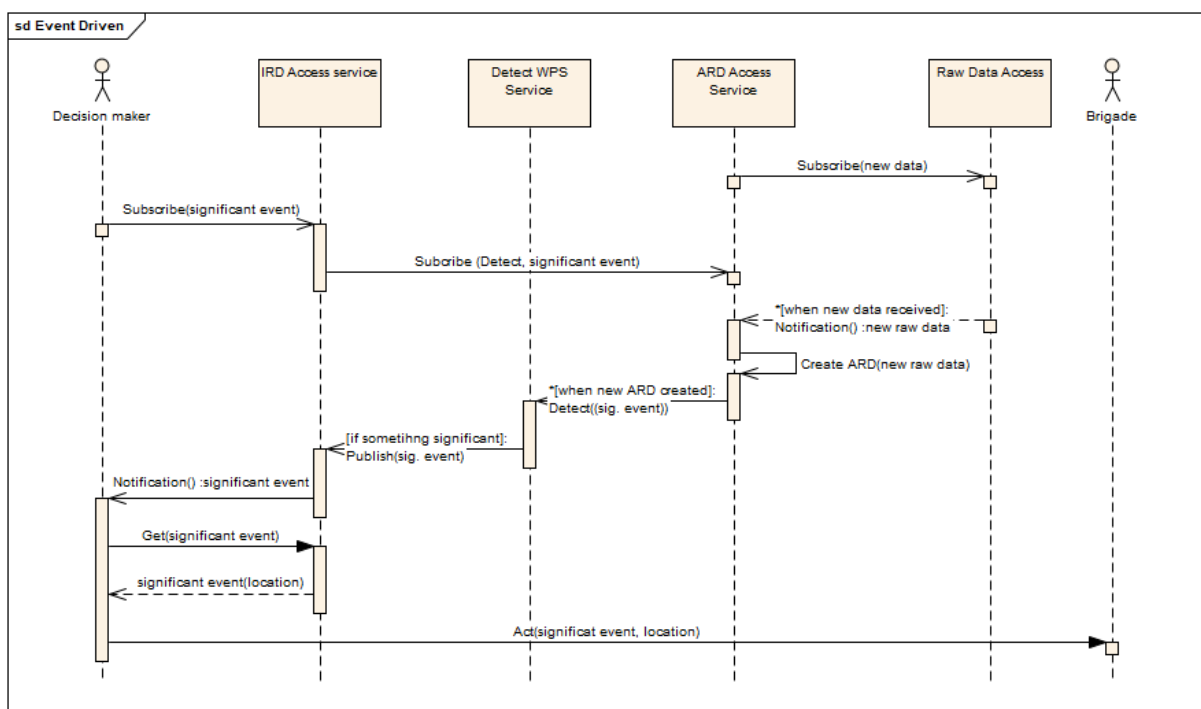 sd Event Driven
Decision maker
IRD Access service
Detect WPS
Service
ARD Access
Service
Raw Data Access
Brigade
Subscribe(new data)
Subscribe(significant event)
Subcribe (Detect, significant event)
*[when new data received]:
Notification() :new raw data
Create ARD(new raw data)
*[when new ARD created]:
Detect((sig. event))
[if sometihng significant]:
Publish(sig. event)
Notification() :significant event
Get(significant event)
significant event(location)
Act(significat event, location)